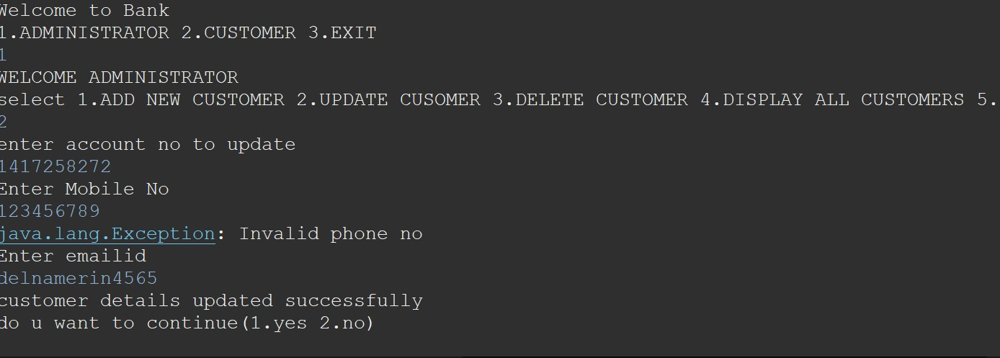 Welcome to Bank
1.ADMINISTRATOR 2.CUSTOMER 3.EXIT
1
WELCOME ADMINISTRATOR
select 1.ADD NEW CUSTOMER 2.UPDATE CUSOMER 3.DELETE CUSTOMER 4.DISPLAY ALL CUSTOMERS 5.
2
enter account no to update
1417258272
Enter Mobile No
123456789
java.lang.Exception: Invalid phone no
Enter emailid
delnamerin4565
customer details updated successfully
do u want to continue(1.yes 2.no)